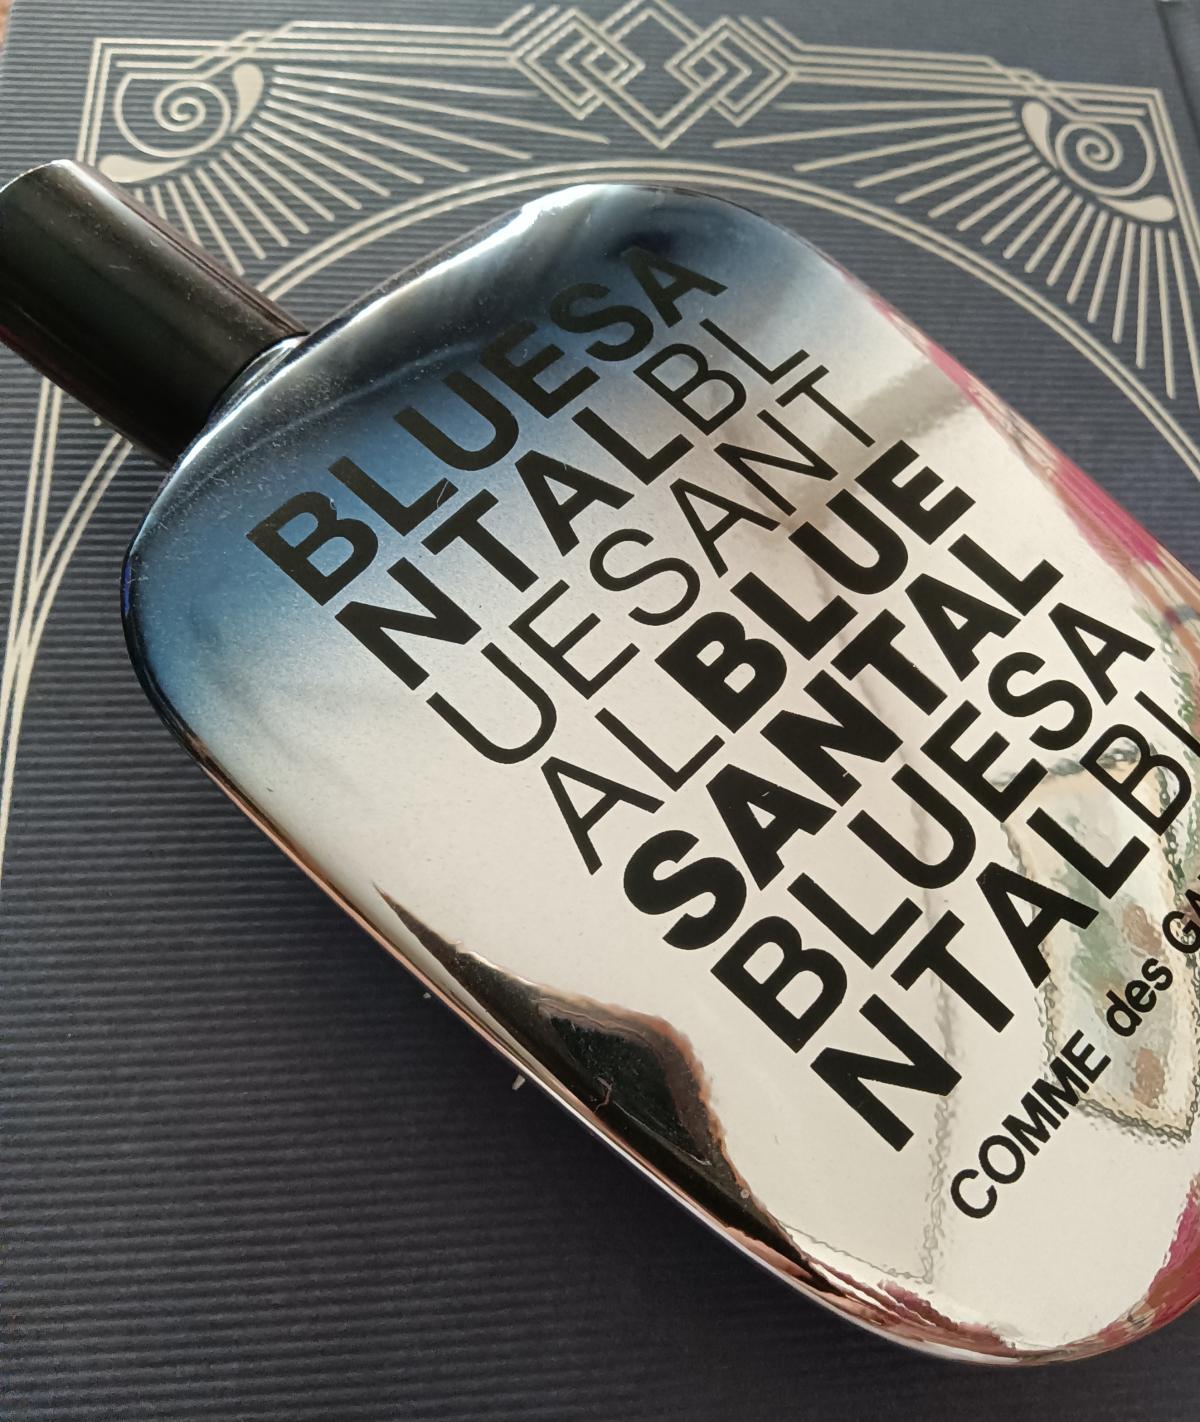 BLUESA
NTALBL
UESANT
ALBLUE
SANTAL
BLUESA
NTALBL
COMME des GA